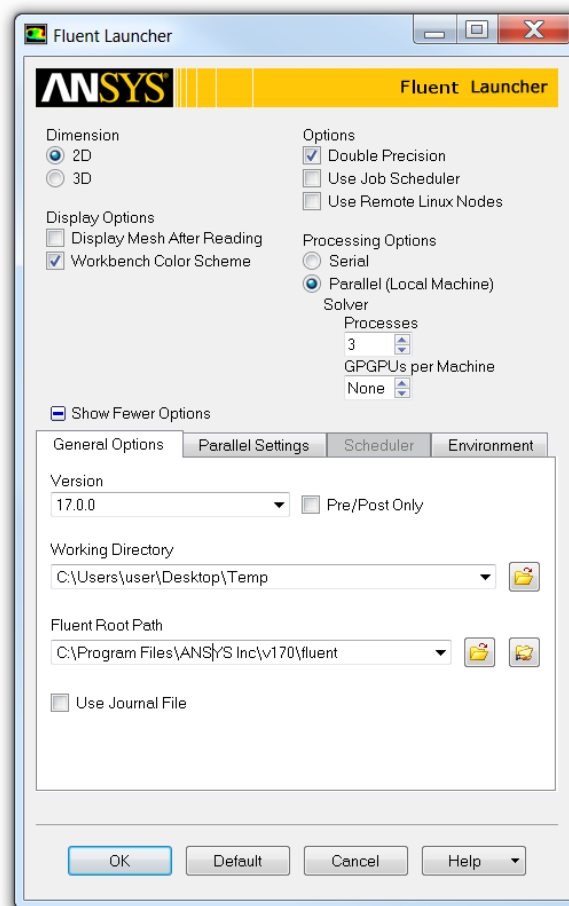 Fluent Launcher
ANSYS®
Fluent Launcher
Dimension
2D
3D
Display Options
Display Mesh After Reading
Workbench Color Scheme
Options
Double Precision
Use Job Scheduler
Use Remote Linux Nodes
Processing Options
Serial
Parallel (Local Machine)
Solver
Processes
3
GPGPUs per Machine
None
Show Fewer Options
General Options
Parallel Settings
Scheduler
Environment
Version
17.0.0
Pre/Post Only
Working Directory
C:\Users\user\Desktop\Temp
Fluent Root Path
C:\Program Files\ANSYS Inc\v170\fluent
Use Journal File
OK
Default
Cancel
Help